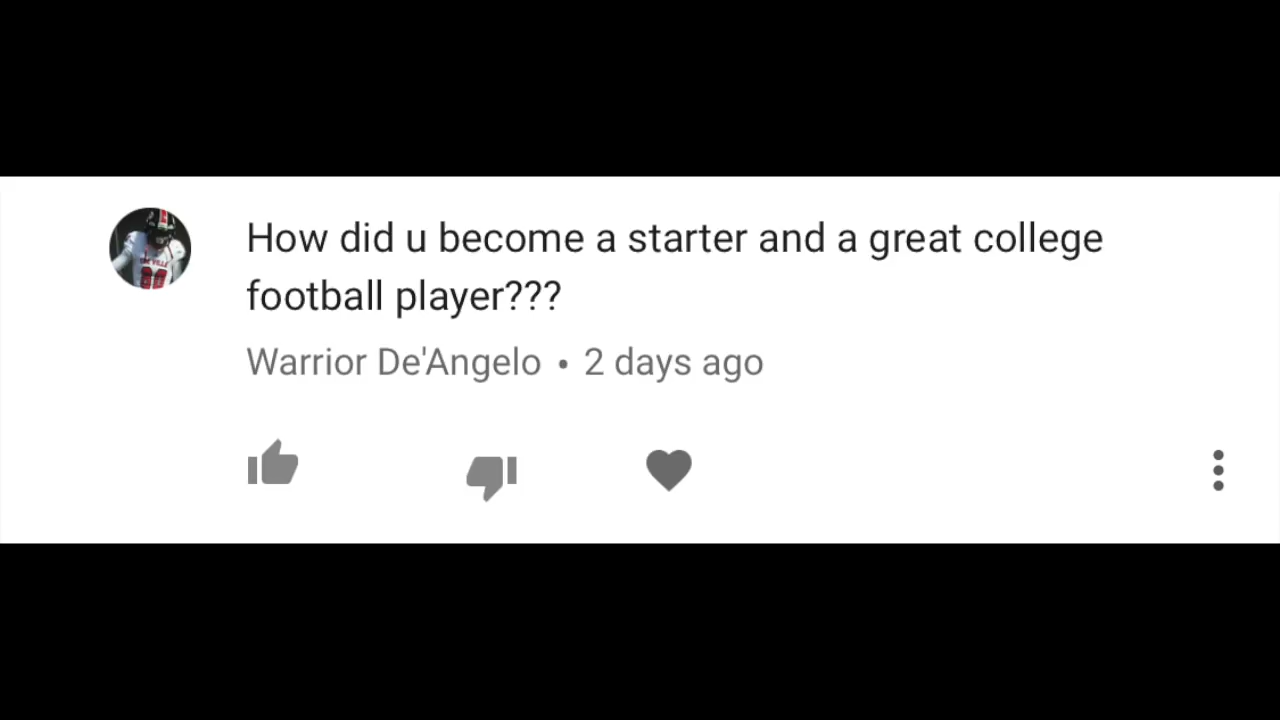 How did u become a starter and a great college
football player???
Warrior De'Angelo • 2 days ago